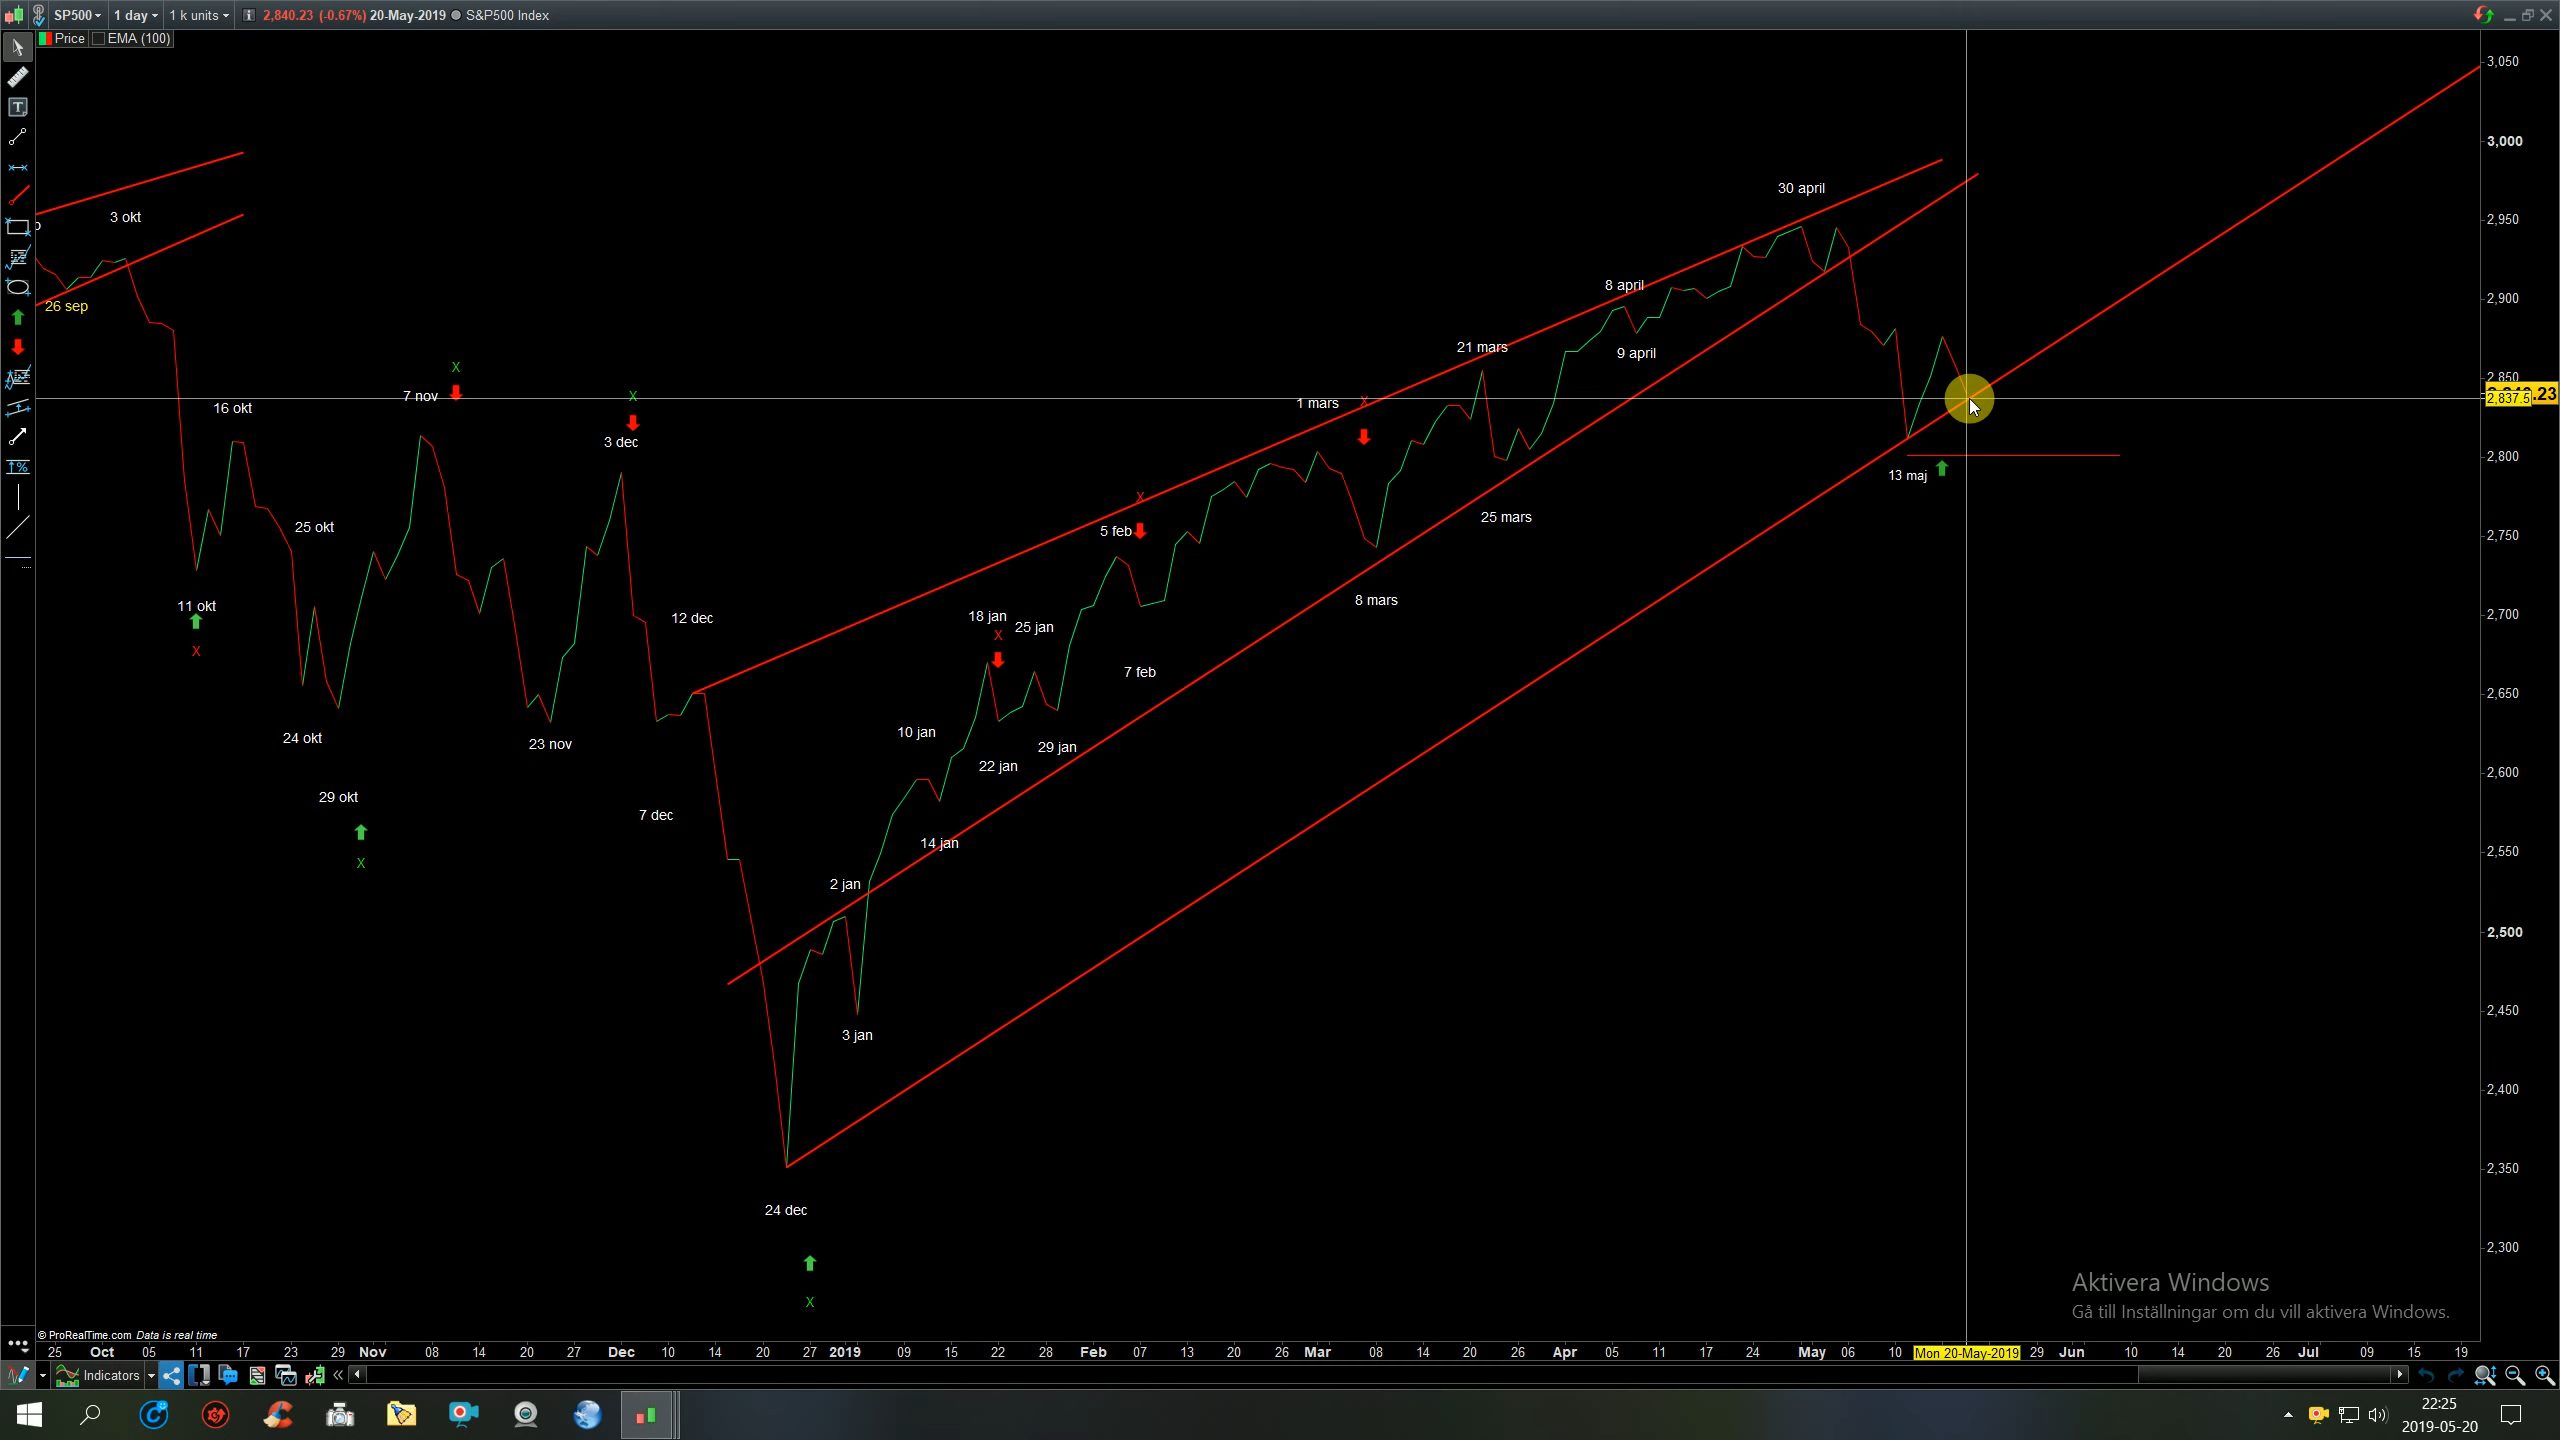 SP500 1 day 1 k units 2,840.23 (-0.67%) 20-May-2019 S&P500 Index
Price EMA (100)
3,050
3,000
2,950
2,900
2,850
.23
2,837.5
2,800
2,750
2,700
2,650
2,600
2,550
2,500
2,450
2,400
2,350
2,300
3 okt
26 sep
16 okt
11 okt
X
25 okt
24 okt
29 okt
X
7 nov
X
23 nov
X
3 dec
12 dec
7 dec
24 dec
X
2 jan
3 jan
10 jan
14 jan
18 jan
X
22 jan
25 jan
29 jan
X
5 feb
7 feb
1 mars
X
8 mars
21 mars
25 mars
8 april
9 april
30 april
13 maj
Aktivera Windows
Gå till Inställningar om du vill aktivera Windows.
© ProRealTime.com Data is real time
25 Oct 05 11 17 23 29 Nov 08 14 20 27 Dec 10 14 20 27 2019 09 15 22 28 Feb 07 13 20 26 Mar 08 14 20 26 Apr 05 11 17 24 May 06 10 Mon 20-May-2019 29 Jun 10 14 20 26 Jul 09 15 19
Indicators
22:25
2019-05-20